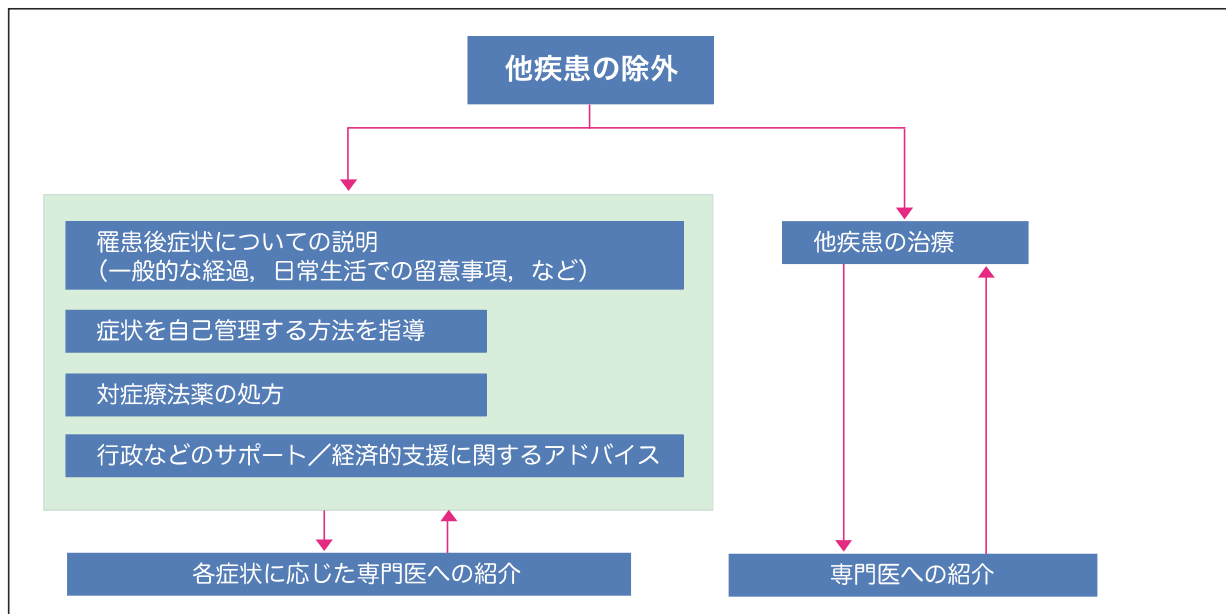 他疾患の除外
罹患後症状についての説明
（一般的な経過，日常生活での留意事項，など）
症状を自己管理する方法を指導
対症療法薬の処方
行政などのサポート／経済的支援に関するアドバイス
各症状に応じた専門医への紹介
他疾患の治療
専門医への紹介